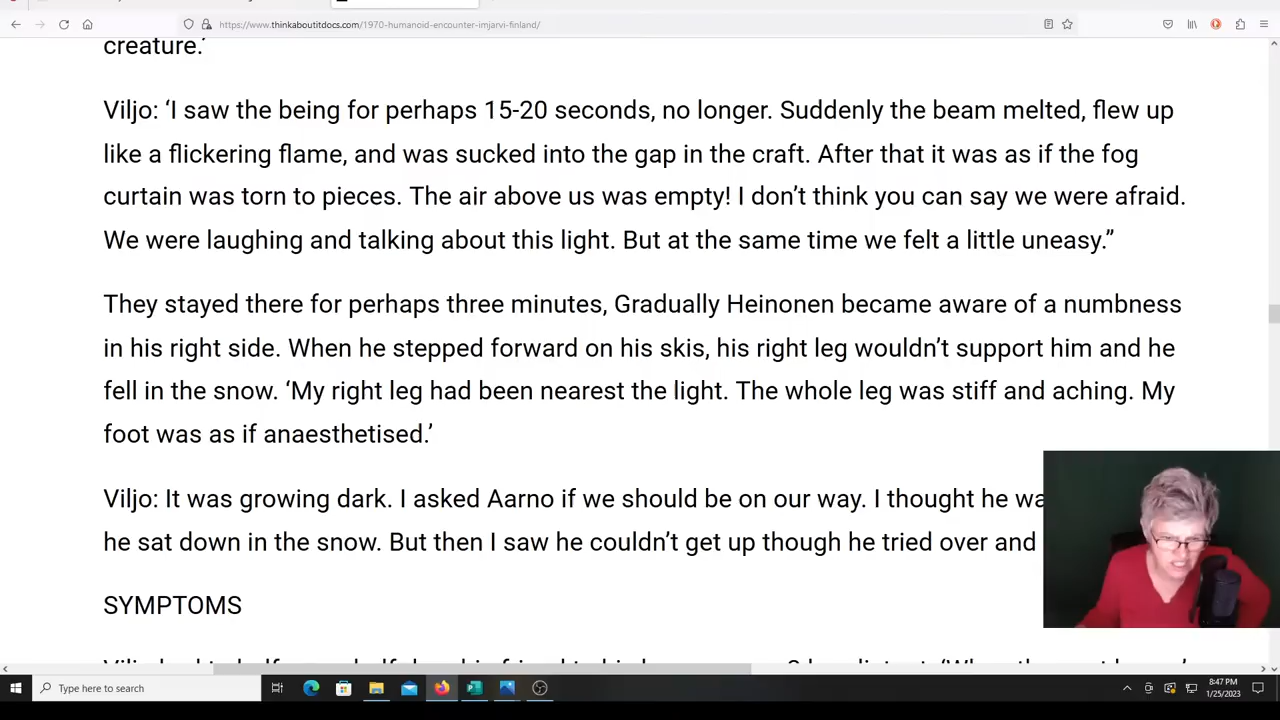 https://www.thinkaboutitdocs.com/1970-humanoid-encounter-imjarvi-finland/
creature.’
Viljo: ‘I saw the being for perhaps 15-20 seconds, no longer. Suddenly the beam melted, flew up
like a flickering flame, and was sucked into the gap in the craft. After that it was as if the fog
curtain was torn to pieces. The air above us was empty! I don’t think you can say we were afraid.
We were laughing and talking about this light. But at the same time we felt a little uneasy.”
They stayed there for perhaps three minutes, Gradually Heinonen became aware of a numbness
in his right side. When he stepped forward on his skis, his right leg wouldn’t support him and he
fell in the snow. ‘My right leg had been nearest the light. The whole leg was stiff and aching. My
foot was as if anaesthetised.’
Viljo: It was growing dark. I asked Aarno if we should be on our way. I thought he
he sat down in the snow. But then I saw he couldn’t get up though he tried over and
SYMPTOMS
Type here to search
8:47 PM
1/25/2023